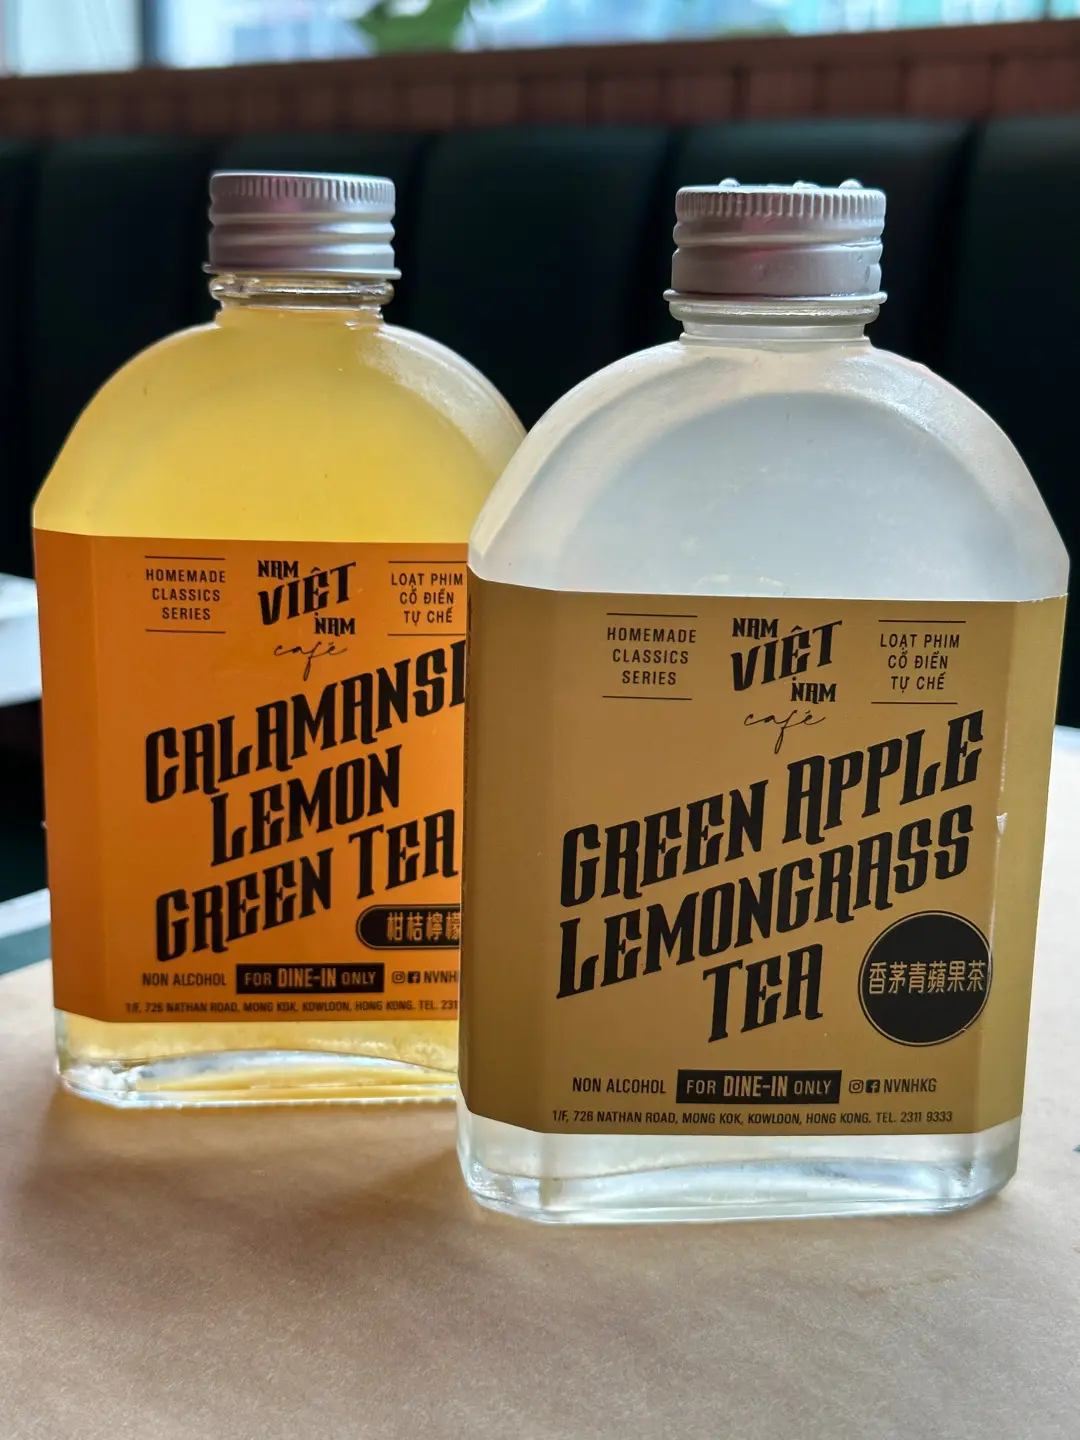 HOMEMADE
CLASSICS
SERIES
NAM
VIỆT
NAM
café
LOẠT PHIM
CỔ ĐIỂN
TỰ CHẾ
CALAMANSI
LEMON
GREEN TEA
柑桔檸檬
NON ALCOHOL FOR DINE-IN ONLY NVNH
1/F, 726 NATHAN ROAD, MONG KOK, KOWLOON, HONG KONG. TEL. 231
HOMEMADE
CLASSICS
SERIES
NAM
VIỆT
NAM
café
LOẠT PHIM
CỔ ĐIỂN
TỰ CHẾ
GREEN APPLE
LEMONGRASS
TEA
香茅青蘋果茶
NON ALCOHOL FOR DINE-IN ONLY NVNHKG
1/F, 726 NATHAN ROAD, MONG KOK, KOWLOON, HONG KONG. TEL. 2311 9333